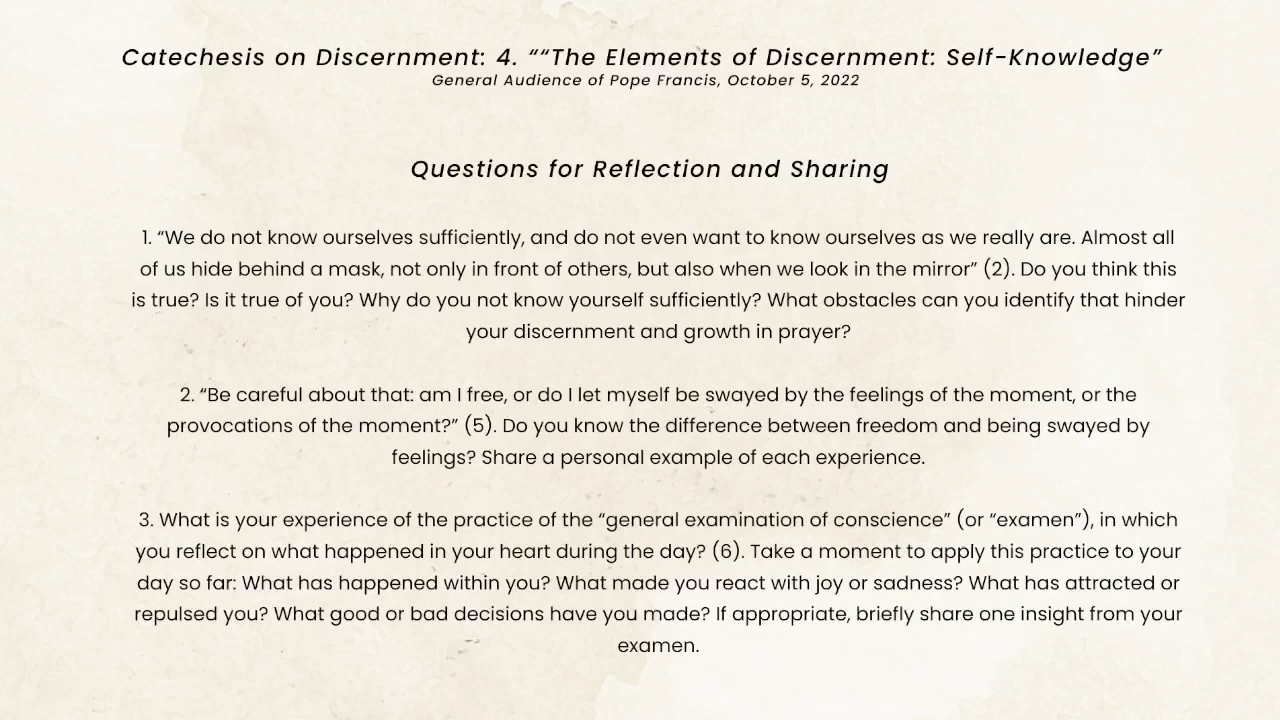 Catechesis on Discernment: 4. ““The Elements of Discernment: Self-Knowledge”
General Audience of Pope Francis, October 5, 2022
Questions for Reflection and Sharing
1. “We do not know ourselves sufficiently, and do not even want to know ourselves as we really are. Almost all
of us hide behind a mask, not only in front of others, but also when we look in the mirror” (2). Do you think this
is true? Is it true of you? Why do you not know yourself sufficiently? What obstacles can you identify that hinder
your discernment and growth in prayer?
2. “Be careful about that: am I free, or do I let myself be swayed by the feelings of the moment, or the
provocations of the moment?” (5). Do you know the difference between freedom and being swayed by
feelings? Share a personal example of each experience.
3. What is your experience of the practice of the “general examination of conscience” (or “examen”), in which
you reflect on what happened in your heart during the day? (6). Take a moment to apply this practice to your
day so far: What has happened within you? What made you react with joy or sadness? What has attracted or
repulsed you? What good or bad decisions have you made? If appropriate, briefly share one insight from your
examen.